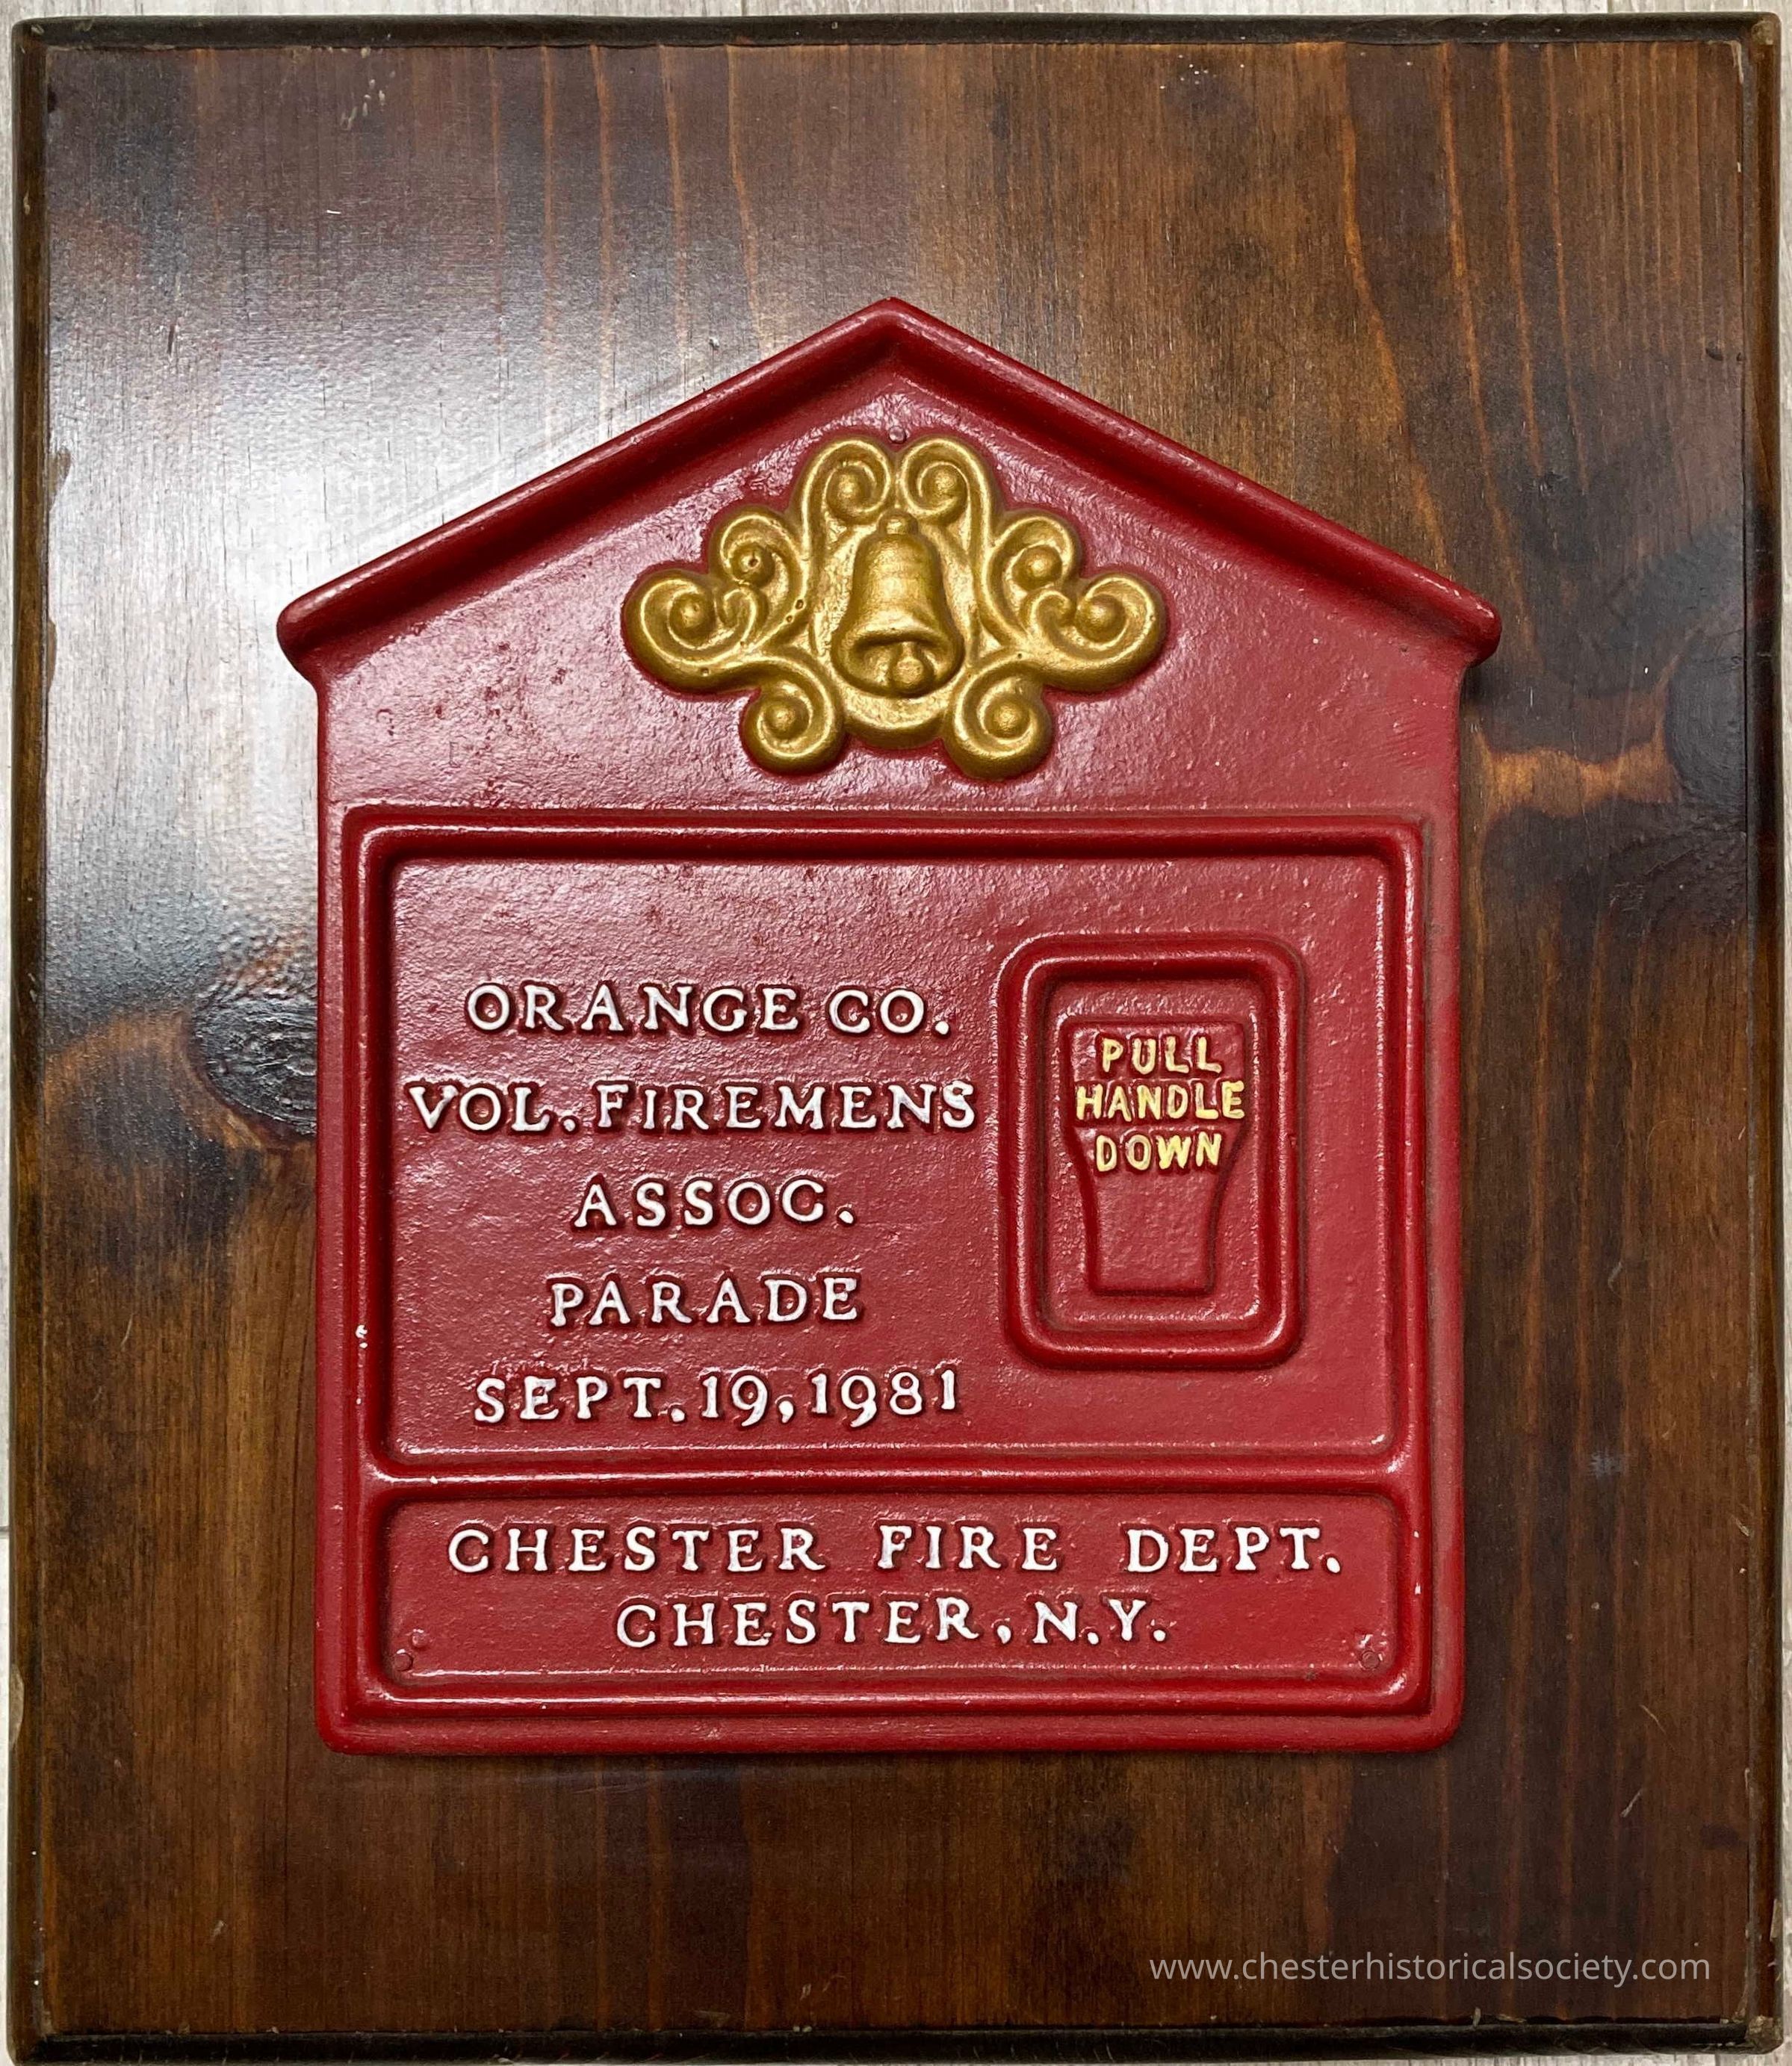 ORANGE CO.
VOL. FIREMENS
ASSOC.
PARADE
SEPT. 19, 1981
PULL
HANDLE
DOWN
CHESTER FIRE DEPT.
CHESTER, N.Y.
www.chesterhistoricalsociety.com